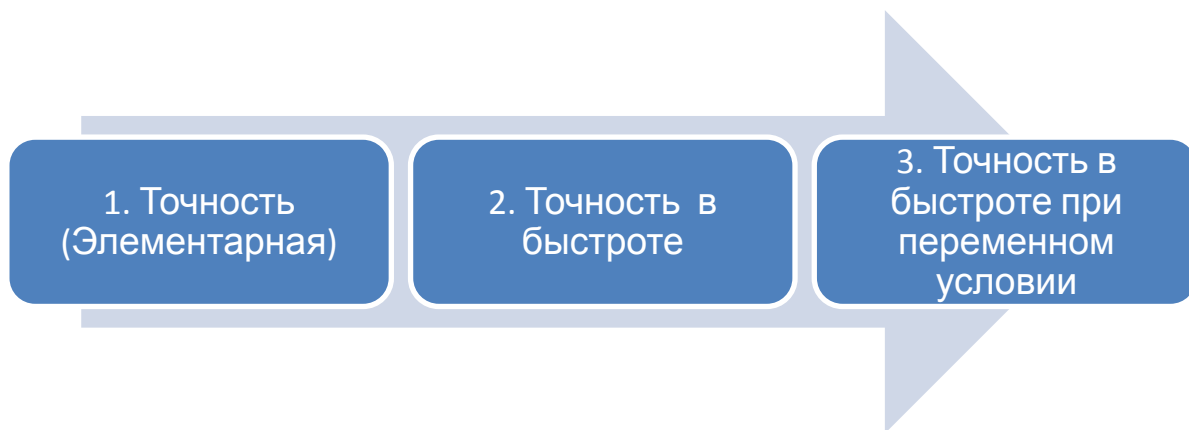 1. Точность
(Элементарная)
2. Точность в
быстроте
3. Точность в
быстроте при
переменном
условии